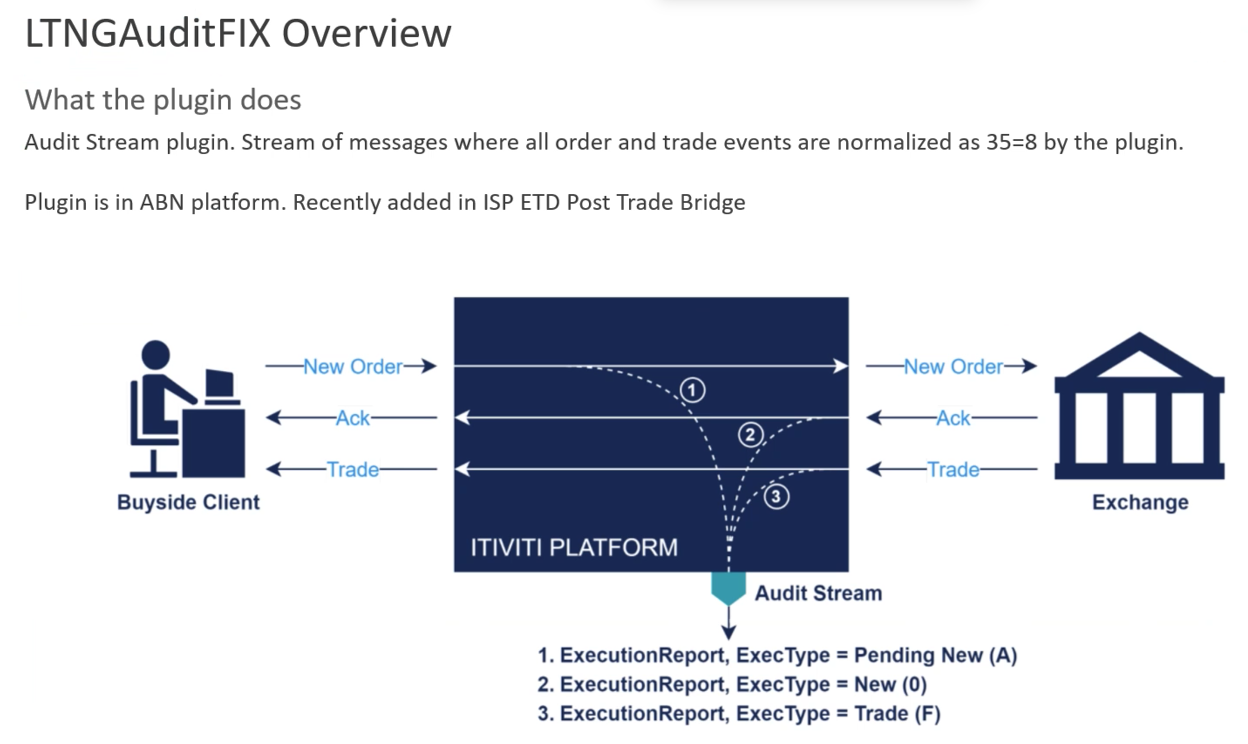 LTNGAuditFIX Overview
What the plugin does
Audit Stream plugin. Stream of messages where all order and trade events are normalized as 35=8 by the plugin.
Plugin is in ABN platform. Recently added in ISP ETD Post Trade Bridge
New Order
New Order
1
Ack
Ack
2
Trade
Trade
3
Buyside Client
Exchange
ITIVITI PLATFORM
Audit Stream
1. ExecutionReport, ExecType = Pending New (A)
2. ExecutionReport, ExecType = New (0)
3. ExecutionReport, ExecType = Trade (F)